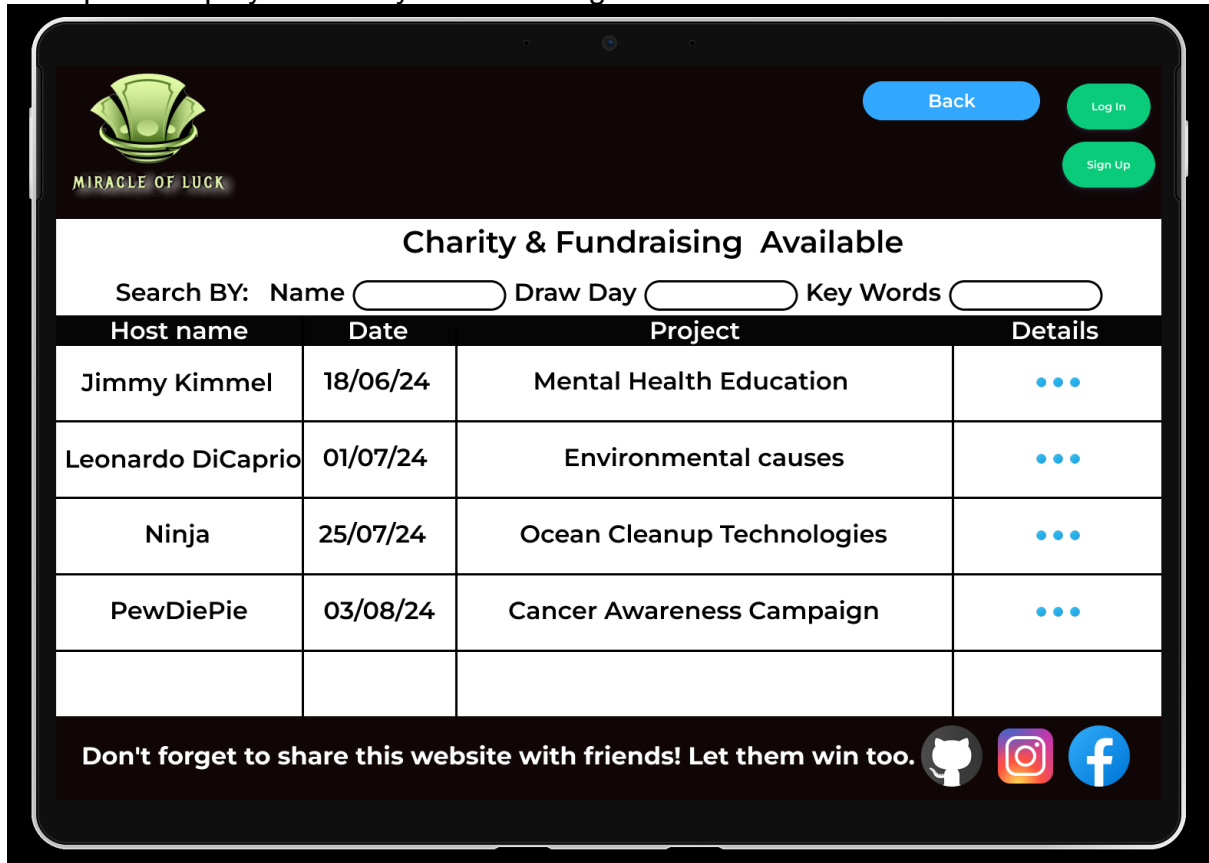 Back
Log In
Sign Up
MIRACLE OF LUCK
Charity & Fundraising Available
Search BY: Name Draw Day Key Words
Host name Date Project Details
Jimmy Kimmel 18/06/24 Mental Health Education
Leonardo DiCaprio 01/07/24 Environmental causes
Ninja 25/07/24 Ocean Cleanup Technologies
PewDiePie 03/08/24 Cancer Awareness Campaign
Don't forget to share this website with friends! Let them win too.